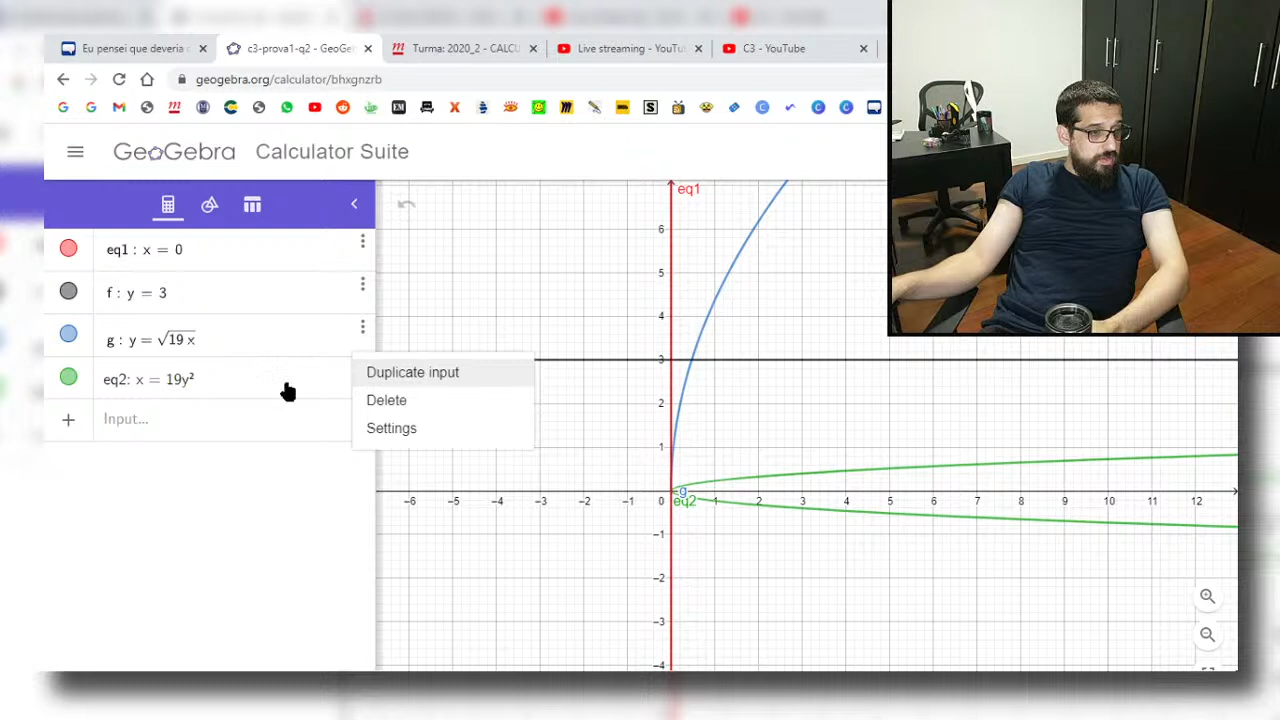 Eu pensei que deveria
c3-prova1-q2 - GeoGe
Turma: 2020_2 - CALCU
Live streaming - YouTu
C3 - YouTube
geogebra.org/calculator/bhxgnzrb
GeoGebra Calculator Suite
eq1 : x = 0
f : y = 3
g : y = √19 x
eq2: x = 19y²
Input...
Duplicate input
Delete
Settings
eq1
6
5
4
3
2
1
g
eq2
−6 −5 −4 −3 −2 −1 0 1 2 3 4 5 6 7 8 9 10 11 12
−1
−2
−3
−4